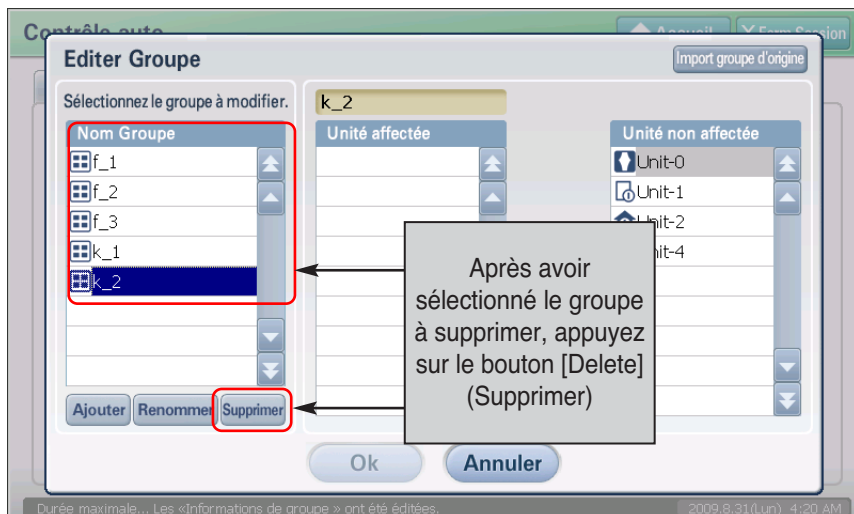 Contrôle auto
Accueil
X Ferm Session
Editer Groupe
Import groupe d'origine
Sélectionnez le groupe à modifier.
Nom Groupe
f_1
f_2
f_3
k_1
k_2
Ajouter
Renommer
Supprimer
k_2
Unité affectée
Unité non affectée
Unit-0
Unit-1
Unit-2
Unit-4
Après avoir
sélectionné le groupe
à supprimer, appuyez
sur le bouton [Delete]
(Supprimer)
Ok
Annuler
Durée maximale... Les «Informations de groupe » ont été éditées.
2009.8.31(Lun) 4:20 AM